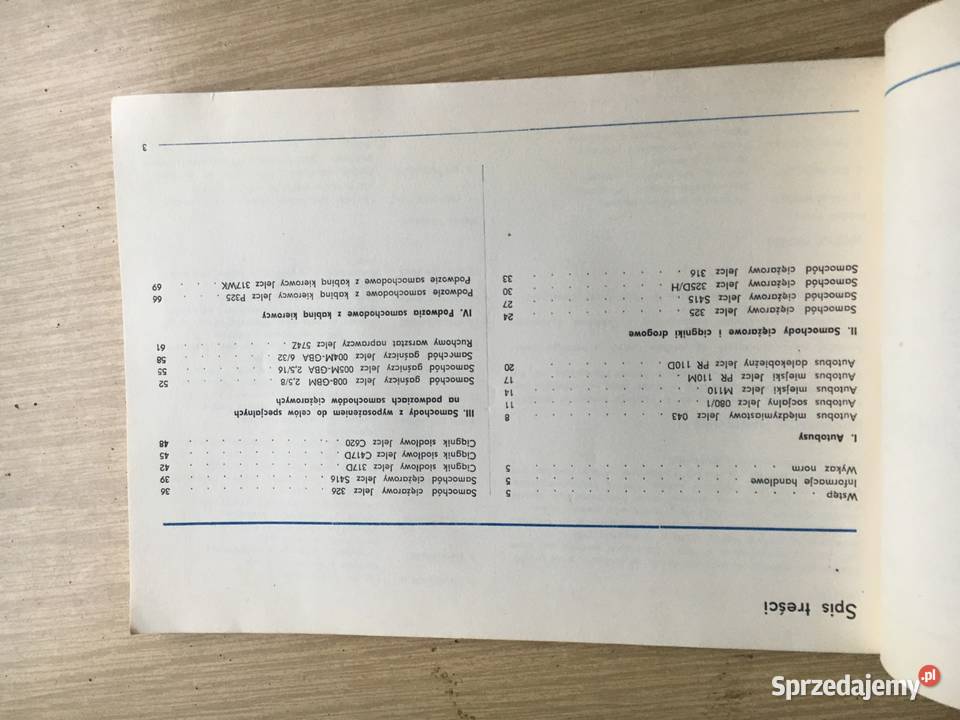 Spis treści
Wstęp . . . . . . . . . . . . 5
Informacje handlowe . . . . . . . . 5
Wykaz norm . . . . . . . . . . 5
I. Autobusy
Autobus międzymiastowy Jelcz 043 . . . . 8
Autobus socjalny Jelcz 080/1 . . . . . 11
Autobus miejski Jelcz M110 . . . . . 14
Autobus miejski Jelcz PR 110M . . . . . 17
Autobus dalekobieżny Jelcz PR 110D . . . . 20
II. Samochody ciężarowe i ciągniki drogowe
Samochód ciężarowy Jelcz 325 . . . . . 24
Samochód ciężarowy Jelcz S415 . . . . . 27
Samochód ciężarowy Jelcz 325D/H . . . . 30
Samochód ciężarowy Jelcz 316 . . . . . 33
Samochód ciężarowy Jelcz 326 . . . . . 36
Samochód ciężarowy Jelcz S416 . . . . . 39
Ciągnik siodłowy Jelcz 317D . . . . . 42
Ciągnik siodłowy Jelcz C417D . . . . . 45
Ciągnik siodłowy Jelcz C620 . . . . . 48
III. Samochody z wyposażeniem do celów specjalnych
na podwoziach samochodów ciężarowych
Samochód gaśniczy Jelcz 008-GBM 2,5/8 . . . 52
Samochód gaśniczy Jelcz 005M-GBA 2,5/16 . . . 55
Samochód gaśniczy Jelcz 004M-GBA 6/32 . . . 58
Ruchomy warsztat naprawczy Jelcz 574Z . . . 61
IV. Podwozia samochodowe z kabiną kierowcy
Podwozie samochodowe z kabiną kierowcy Jelcz P325 . . . 66
Podwozie samochodowe z kabiną kierowcy Jelcz 317WK . . . 69
3
Sprzedajemy.pl